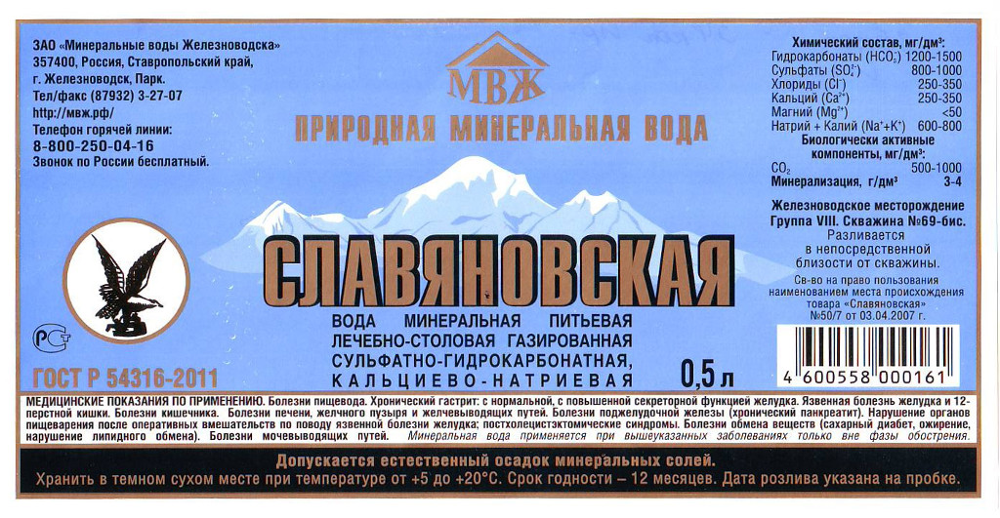 ЗАО «Минеральные воды Железноводска»
357400, Россия, Ставропольский край,
г. Железноводск, Парк.
Тел/факс (87932) 3-27-07
http://мвж.рф/
Телефон горячей линии:
8-800-250-04-16
Звонок по России бесплатный.
МВЖ
ПРИРОДНАЯ МИНЕРАЛЬНАЯ ВОДА
СЛАВЯНОВСКАЯ
ВОДА МИНЕРАЛЬНАЯ ПИТЬЕВАЯ
ЛЕЧЕБНО-СТОЛОВАЯ ГАЗИРОВАННАЯ
СУЛЬФАТНО-ГИДРОКАРБОНАТНАЯ,
КАЛЬЦИЕВО-НАТРИЕВАЯ
0,5 л
РСТ
ГОСТ Р 54316-2011
Химический состав, мг/дм³:
Гидрокарбонаты (HCO₃⁻) 1200-1500
Сульфаты (SO₄²⁻) 800-1000
Хлориды (Cl⁻) 250-350
Кальций (Ca²⁺) 250-350
Магний (Mg²⁺) <50
Натрий + Калий (Na⁺+K⁺) 600-800
Биологически активные
компоненты, мг/дм³:
CO₂ 500-1000
Минерализация, г/дм³ 3-4
Железноводское месторождение
Группа VIII. Скважина №69-бис.
Разливается
в непосредственной
близости от скважины.
Св-во на право пользования
наименованием места происхождения
товара «Славяновская»
№50/7 от 03.04.2007 г.
4 600558 000161
МЕДИЦИНСКИЕ ПОКАЗАНИЯ ПО ПРИМЕНЕНИЮ. Болезни пищевода. Хронический гастрит: с нормальной, с повышенной секреторной функцией желудка. Язвенная болезнь желудка и 12-
перстной кишки. Болезни кишечника. Болезни печени, желчного пузыря и желчевыводящих путей. Болезни поджелудочной железы (хронический панкреатит). Нарушение органов
пищеварения после оперативных вмешательств по поводу язвенной болезни желудка; постхолецистэктомические синдромы. Болезни обмена веществ (сахарный диабет, ожирение,
нарушение липидного обмена). Болезни мочевыводящих путей. Минеральная вода применяется при вышеуказанных заболеваниях только вне фазы обострения.
Допускается естественный осадок минеральных солей.
Хранить в темном сухом месте при температуре от +5 до +20°С. Срок годности – 12 месяцев. Дата розлива указана на пробке.